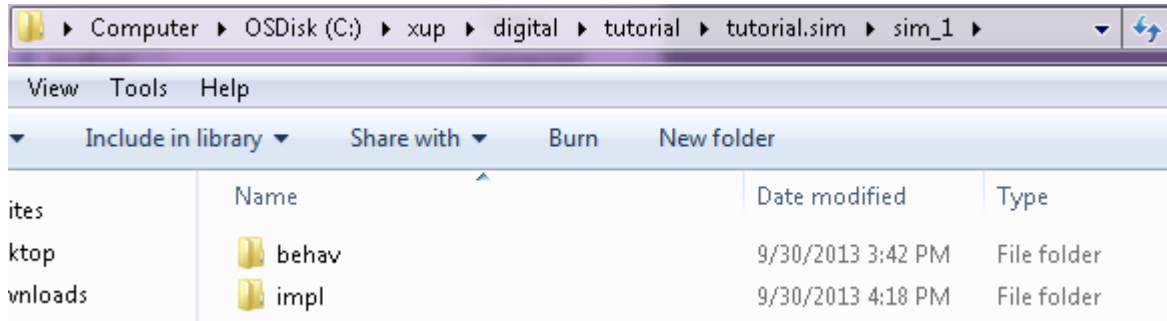 Computer OSDisk (C:) xup digital tutorial tutorial.sim sim_1
View Tools Help
Include in library Share with Burn New folder
Name Date modified Type
ites
ktop behav 9/30/2013 3:42 PM File folder
wnloads impl 9/30/2013 4:18 PM File folder